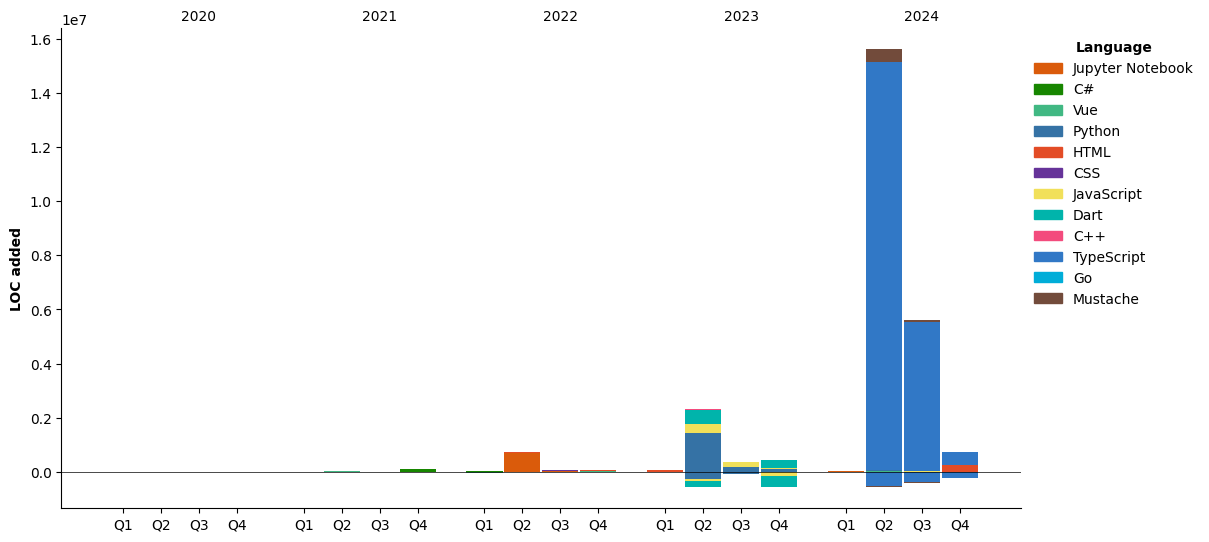 2020 2021 2022 2023 2024
1e7
1.6
1.4
1.2
1.0
0.8
0.6
0.4
0.2
0.0
LOC added
Q1 Q2 Q3 Q4 Q1 Q2 Q3 Q4 Q1 Q2 Q3 Q4 Q1 Q2 Q3 Q4 Q1 Q2 Q3 Q4
Language
Jupyter Notebook
C#
Vue
Python
HTML
CSS
JavaScript
Dart
C++
TypeScript
Go
Mustache